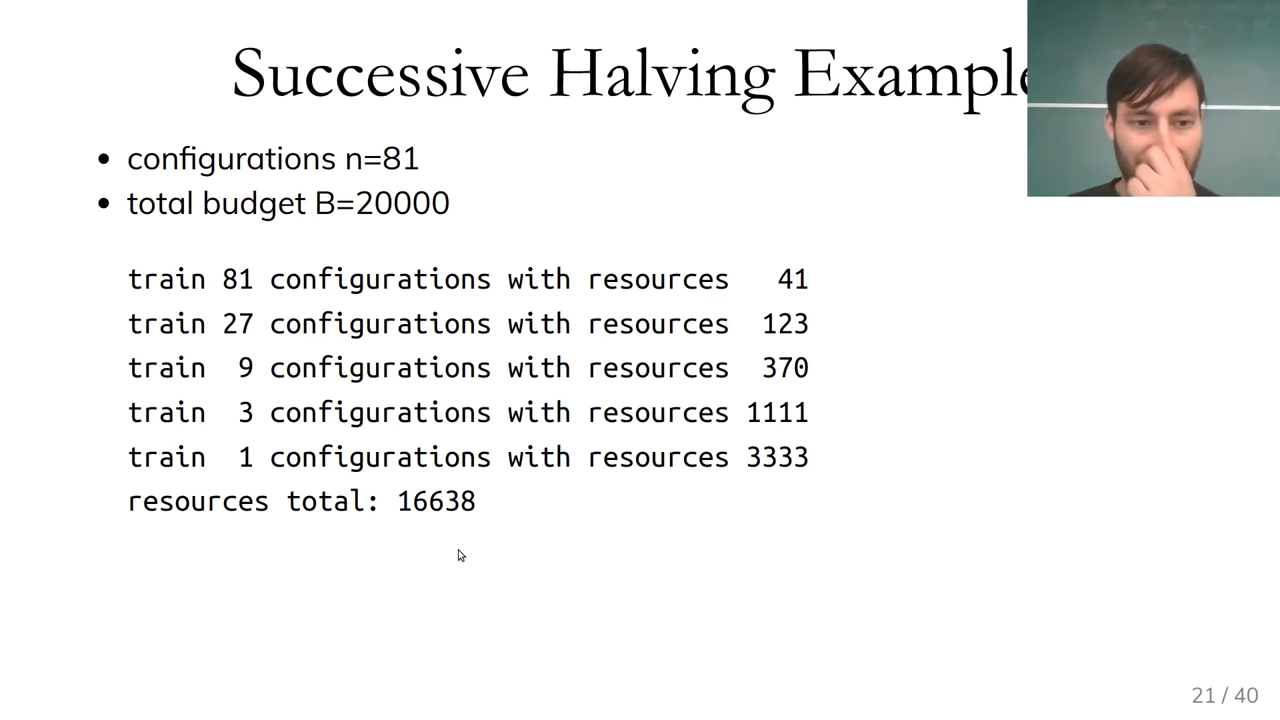 Successive Halving Example
• configurations n=81
• total budget B=20000
train 81 configurations with resources   41
train 27 configurations with resources  123
train  9 configurations with resources  370
train  3 configurations with resources 1111
train  1 configurations with resources 3333
resources total: 16638
21 / 40